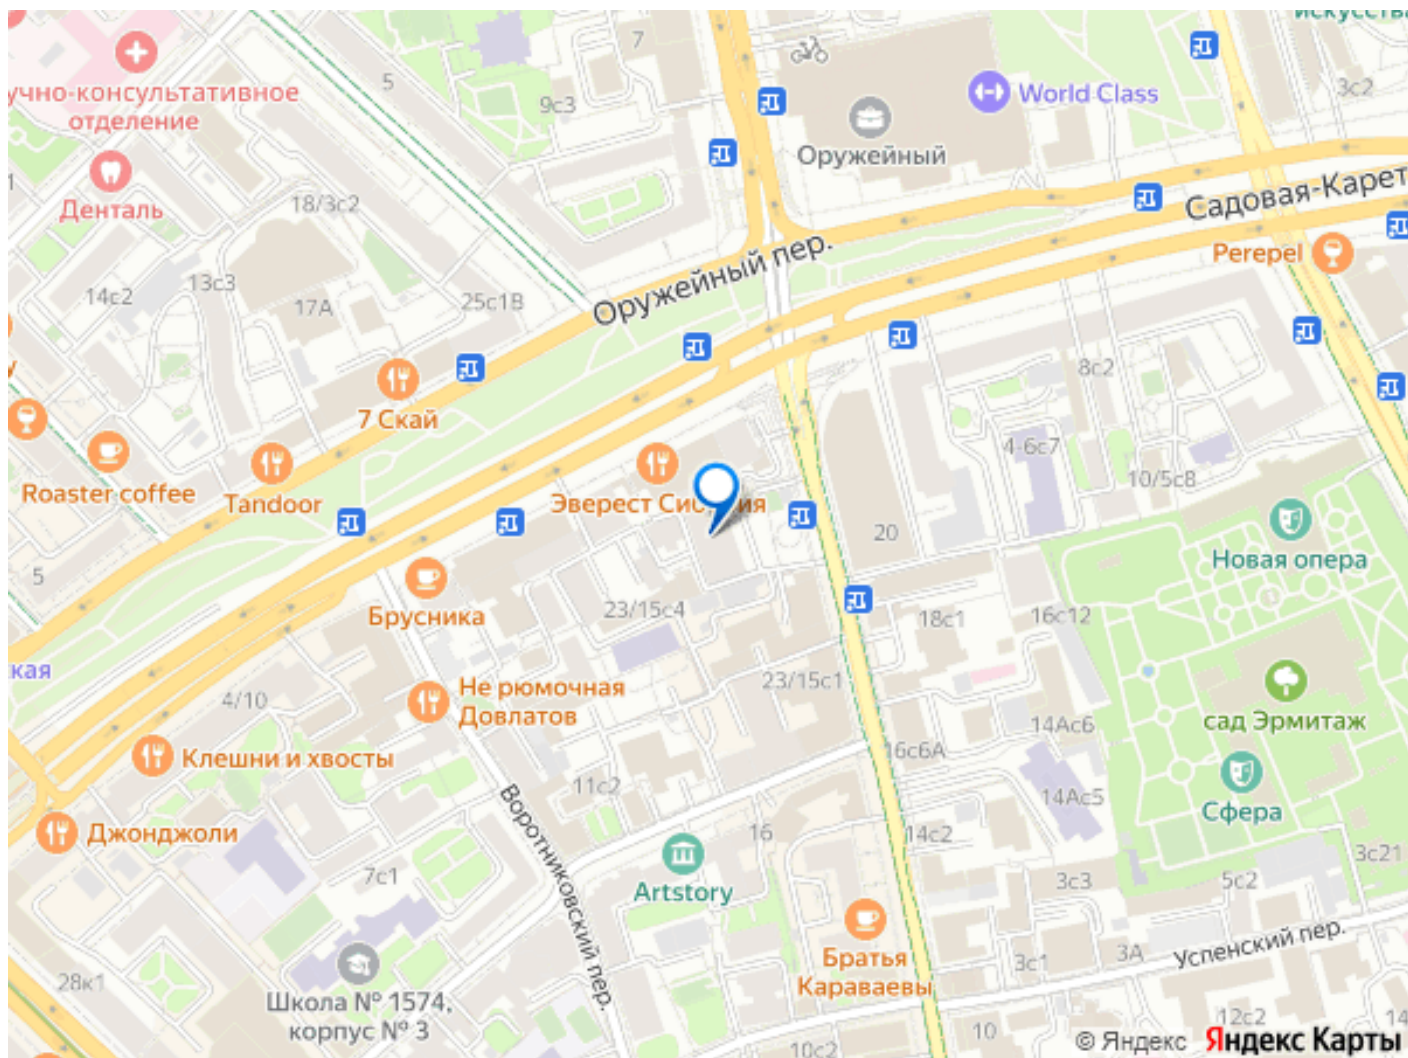 7
5
9с3
учно-консультативное
отделение
World Class
3с2
Оружейный
Денталь
18/3с2
Садовая-Карет
Perepel
Оружейный пер.
13с3
14с2
17А
25с1В
8с2
7 Скай
4-6с7
10/5с8
Roaster coffee
Tandoor
Эверест Сиб
ия
20
Новая опера
5
Брусника
23/15с4
18с1
16с12
кая
4/10
Не рюмочная
Довлатов
23/15с1
14Ас6
сад Эрмитаж
Клешни и хвосты
16с6А
11с2
14Ас5
Сфера
Джонджоли
Воротниковский пер.
16
14с2
3с21
7с1
Artstory
3с3
5с2
Братья
Караваевы
3с1
3А
Успенский пер.
28к1
Школа № 1574,
корпус № 3
10
12с2
14
10с2
© Яндекс
Яндекс Карты